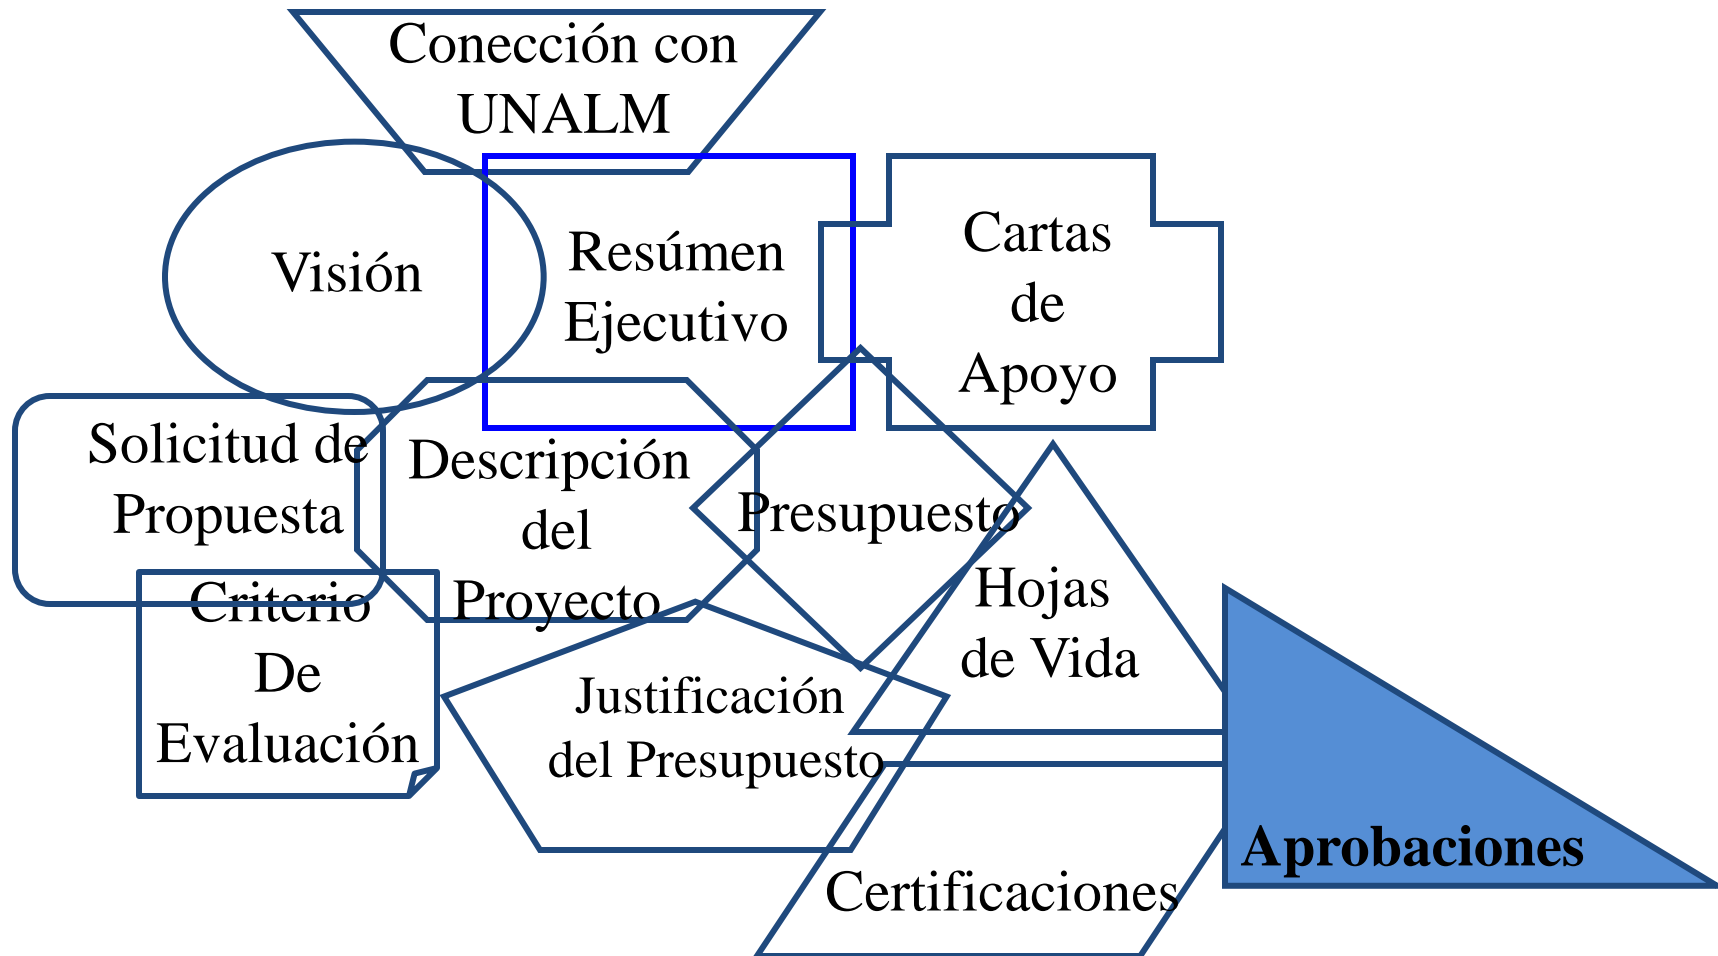 Conección con
UNALM
Visión
Resúmen
Ejecutivo
Cartas
de
Apoyo
Solicitud de
Propuesta
Descripción
del
Proyecto
Presupuesto
Criterio
De
Evaluación
Hojas
de Vida
Justificación
del Presupuesto
Aprobaciones
Certificaciones